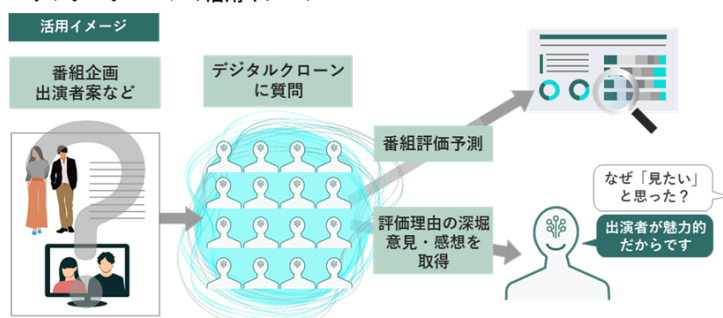 活用イメージ
番組企画
出演者案など
デジタルクローン
に質問
番組評価予測
評価理由の深堀
意見・感想を
取得
なぜ「見たい」
と思った？
出演者が魅力的
だからです